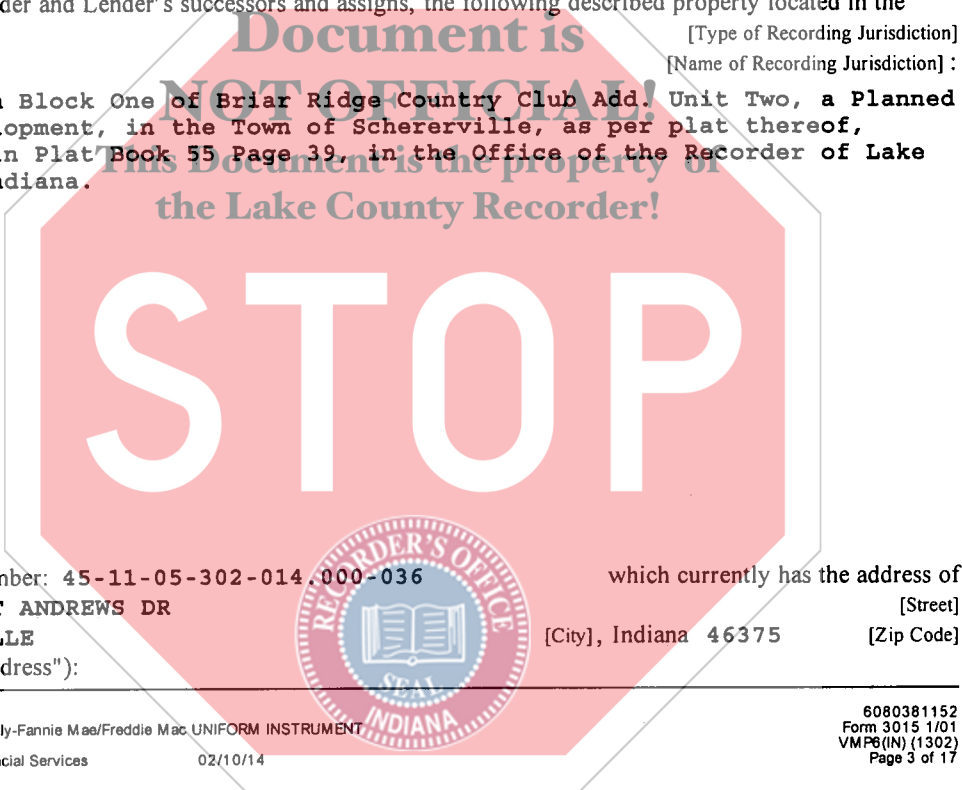 der and Lender's successors and assigns, the following described property located in the
Document is
[Type of Recording Jurisdiction]
[Name of Recording Jurisdiction] :
NOT OFFICIAL!
Block One of Briar Ridge Country Club Add. Unit Two, a Planned
lopment, in the Town of Schererville, as per plat thereof,
in Plat Book 55 Page 39, in the Office of the Recorder of Lake
This Document is the property of
ndiana.
the Lake County Recorder!
STOP
RECORDER'S OFFICE
SEAL
INDIANA
mber: 45-11-05-302-014.000-036 which currently has the address of
T ANDREWS DR [Street]
LLE [City], Indiana 46375 [Zip Code]
dress"):
ly-Fannie Mae/Freddie Mac UNIFORM INSTRUMENT
6080381152
Form 3015 1/01
VMP6(IN) (1302)
cial Services 02/10/14 Page 3 of 17